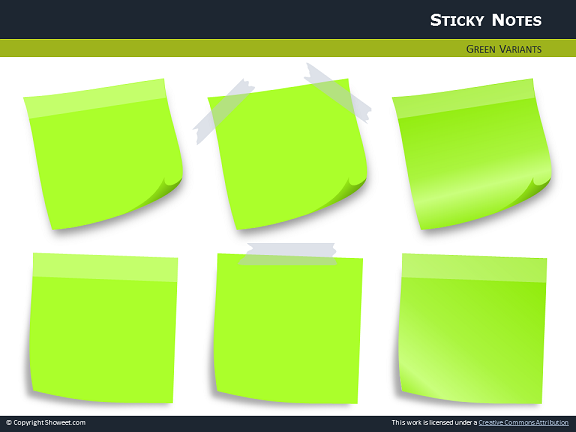 Sticky Notes
Green Variants
© Copyright Showeet.com
This work is licensed under a Creative Commons Attribution